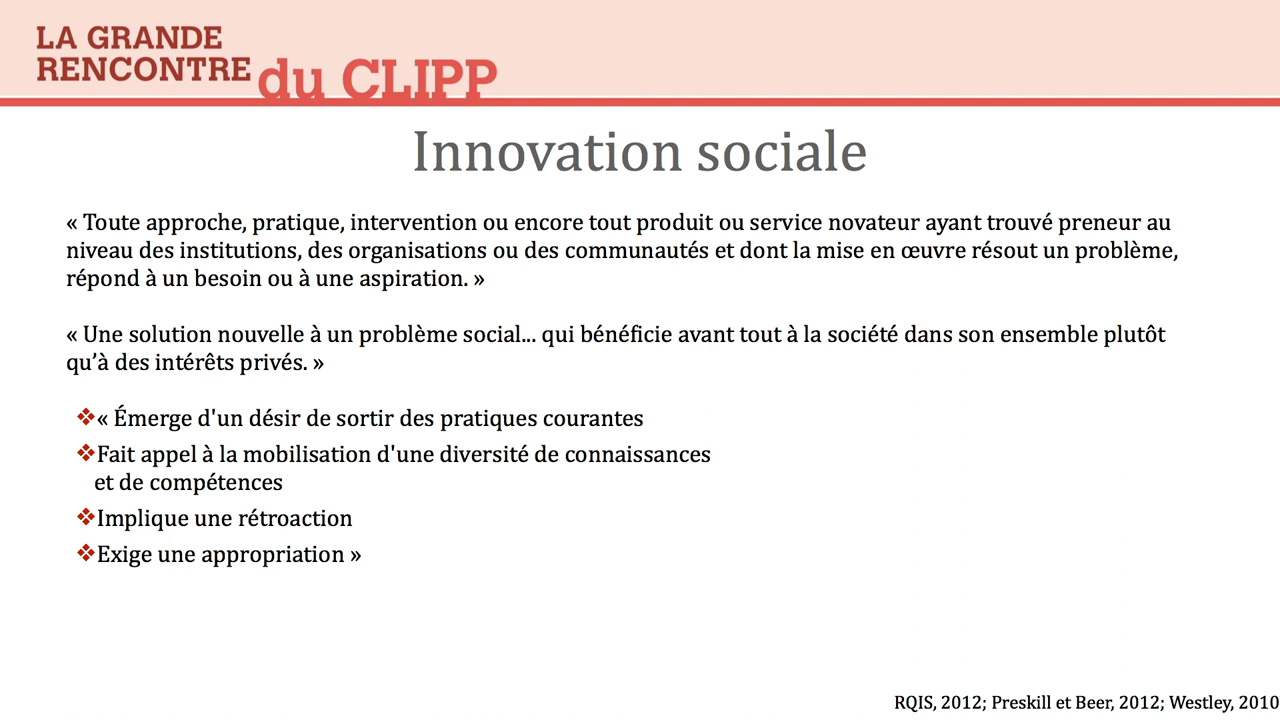 LA GRANDE
RENCONTRE du CLIPP
Innovation sociale
« Toute approche, pratique, intervention ou encore tout produit ou service novateur ayant trouvé preneur au
niveau des institutions, des organisations ou des communautés et dont la mise en œuvre résout un problème,
répond à un besoin ou à une aspiration. »
« Une solution nouvelle à un problème social... qui bénéficie avant tout à la société dans son ensemble plutôt
qu’à des intérêts privés. »
❖« Émerge d'un désir de sortir des pratiques courantes
❖Fait appel à la mobilisation d'une diversité de connaissances
et de compétences
❖Implique une rétroaction
❖Exige une appropriation »
RQIS, 2012; Preskill et Beer, 2012; Westley, 2010